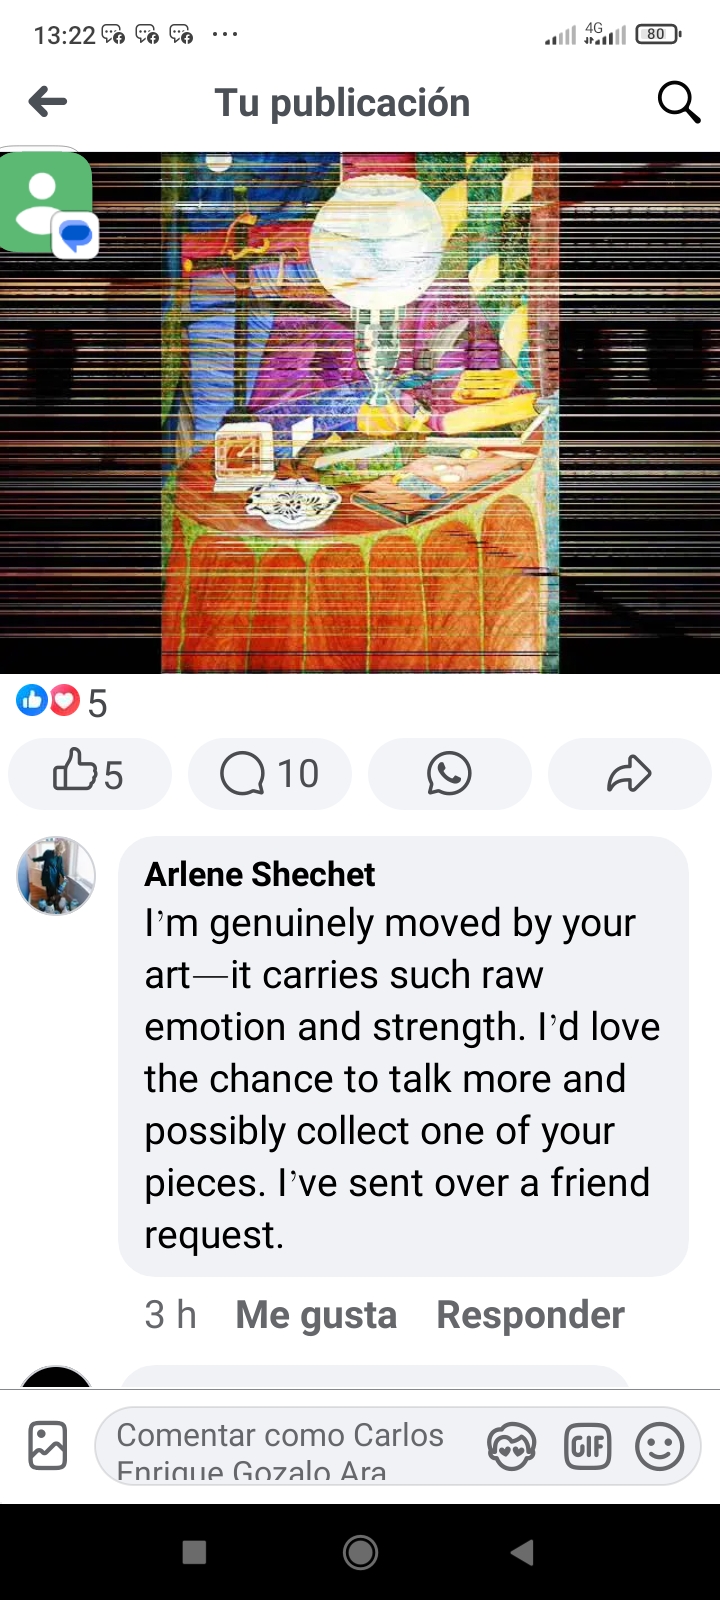 13:22 4G 80
Tu publicación
5
5 10
Arlene Shechet
I’m genuinely moved by your
art—it carries such raw
emotion and strength. I’d love
the chance to talk more and
possibly collect one of your
pieces. I’ve sent over a friend
request.
3 h Me gusta Responder
Comentar como Carlos
Enrique Gozalo Ara
GIF